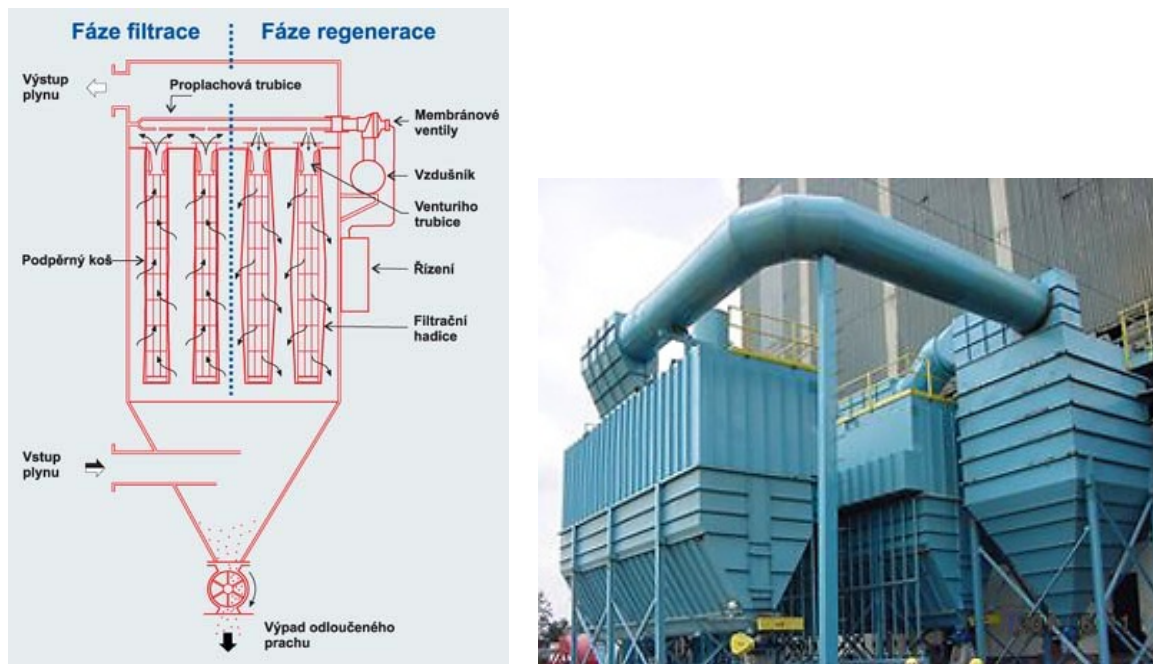 Fáze filtrace
Fáze regenerace
Výstup
plynu
Proplachová trubice
Membránové
ventily
Vzdušník
Venturiho
trubice
Podpěrný koš
Řízení
Filtrační
hadice
Vstup
plynu
Výpad odloučeného
prachu